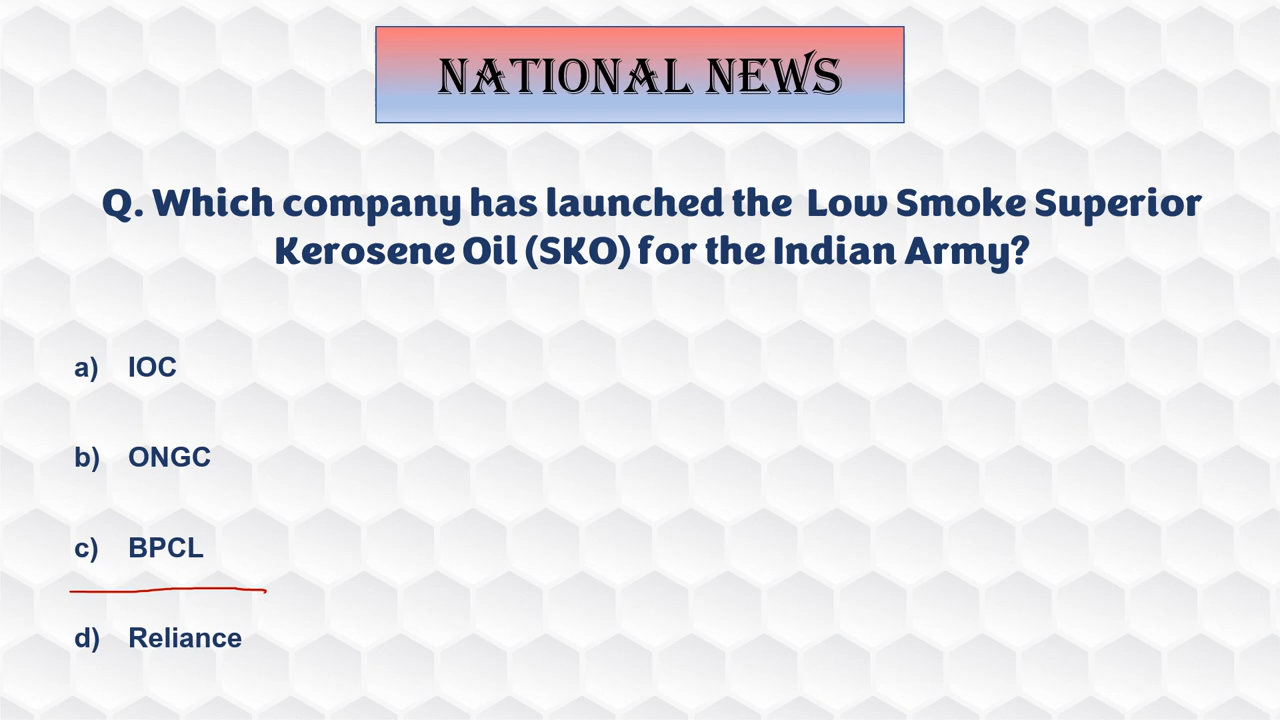 NATIONAL NEWS
Q. Which company has launched the Low Smoke Superior
Kerosene Oil (SKO) for the Indian Army?
a) IOC
b) ONGC
c) BPCL
d) Reliance